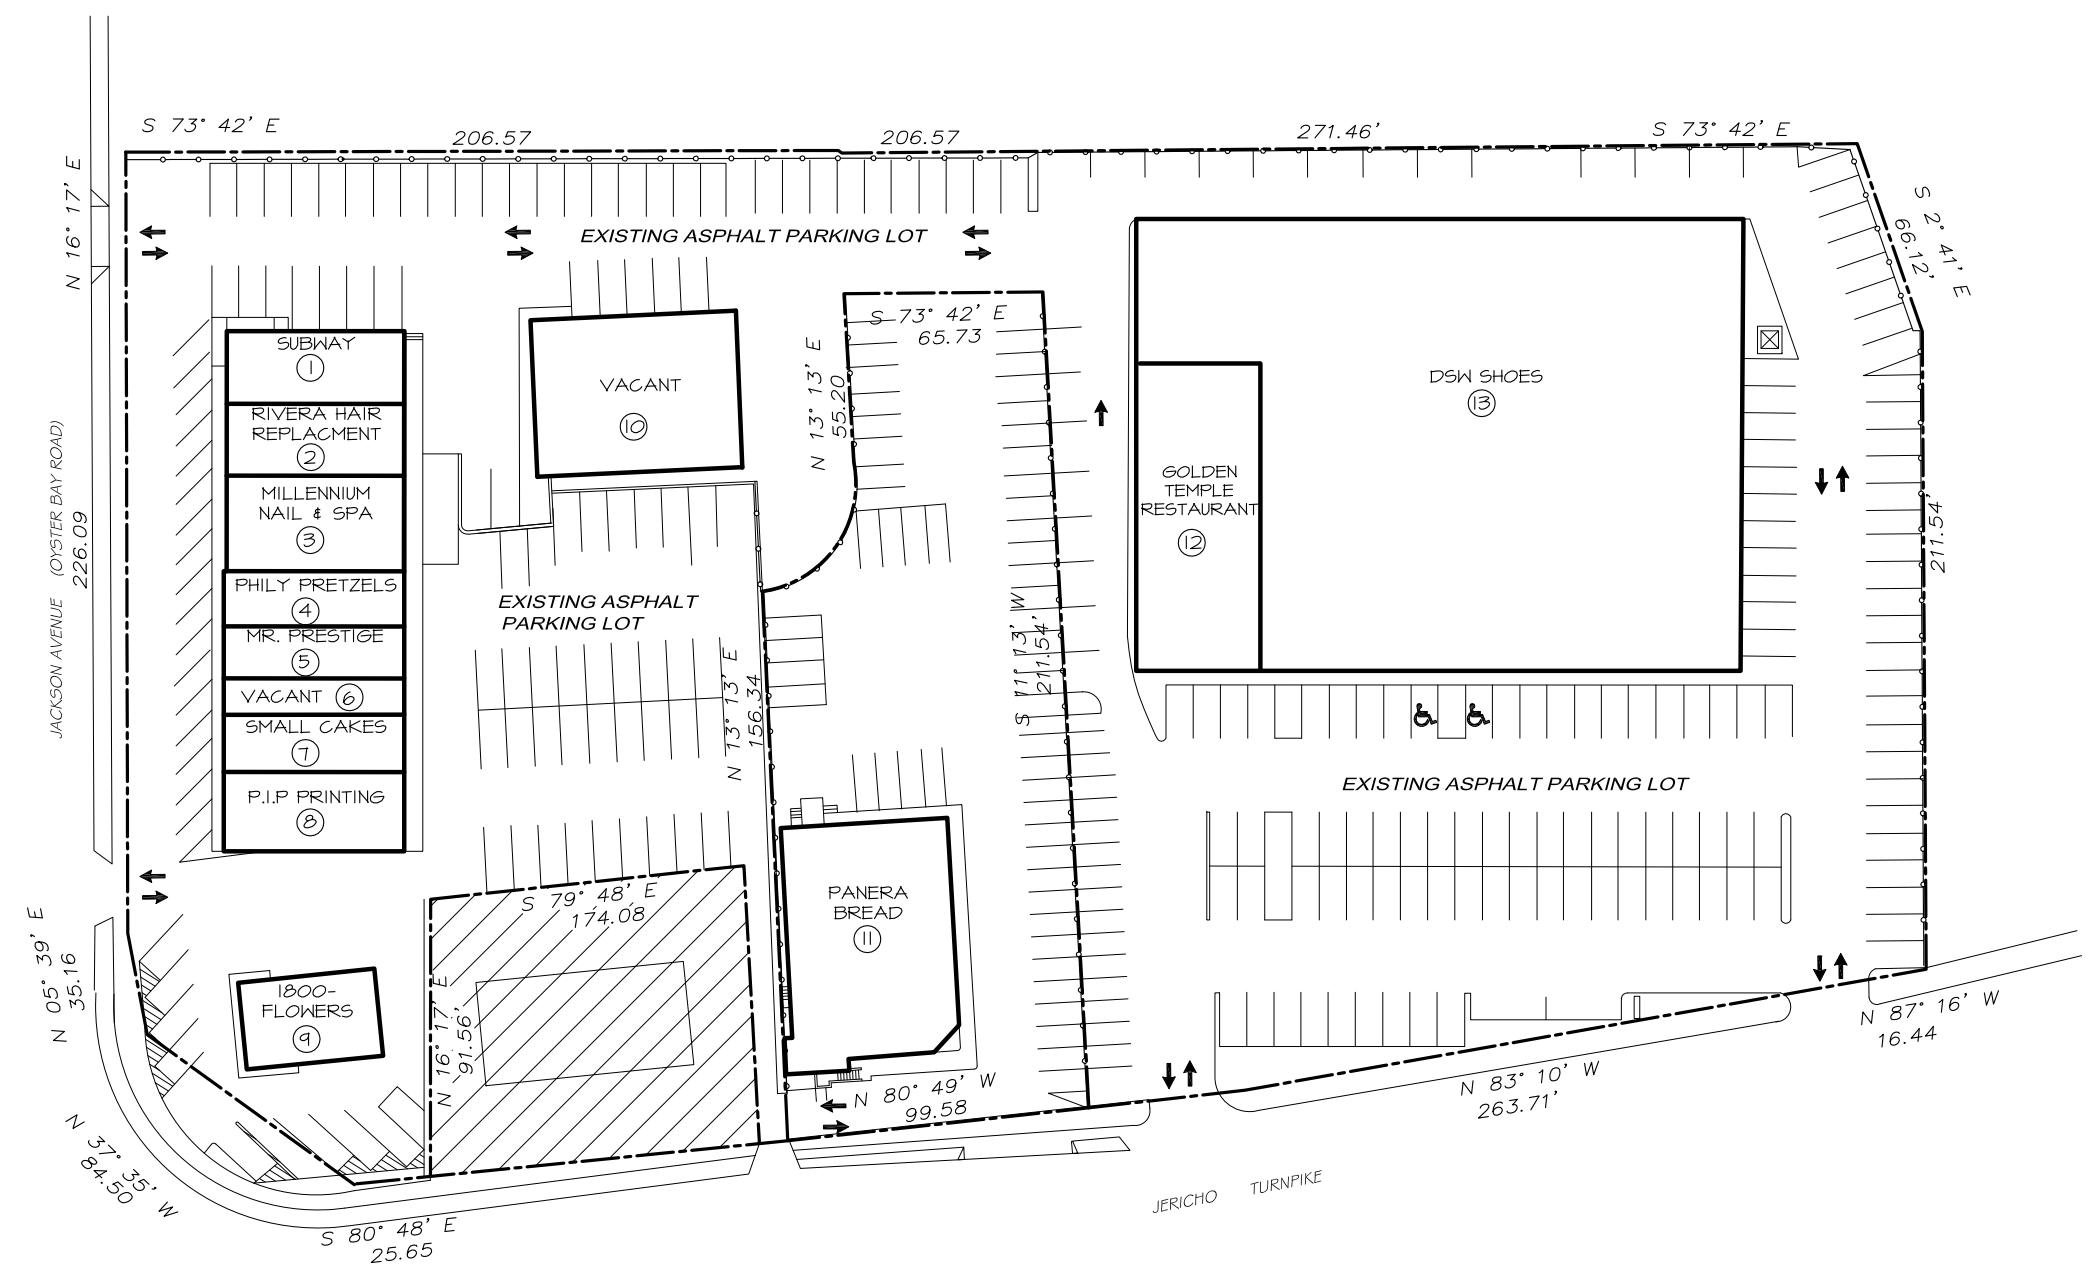 S 73° 42' E
206.57
206.57
271.46'
S 73° 42' E
N 16° 17' E
226.09
JACKSON AVENUE (OYSTER BAY ROAD)
EXISTING ASPHALT PARKING LOT
S 2° 41' E
66.12'
SUBWAY
1
RIVERA HAIR
REPLACMENT
2
MILLENNIUM
NAIL & SPA
3
PHILY PRETZELS
4
MR. PRESTIGE
5
VACANT 6
SMALL CAKES
7
P.I.P PRINTING
8
VACANT
10
S 73° 42' E
65.73
N 13° 13' E
55.20
DSW SHOES
13
GOLDEN
TEMPLE
RESTAURANT
12
211.54'
EXISTING ASPHALT
PARKING LOT
N 13° 13' E
156.34
S 11° 13' W
211.54'
EXISTING ASPHALT PARKING LOT
PANERA
BREAD
11
S 79° 48' E
174.08
N 16° 17' E
91.56'
1800-
FLOWERS
9
N 05° 39' E
35.16
N 37° 35' W
84.50
S 80° 48' E
25.65
N 80° 49' W
99.58
N 83° 10' W
263.71'
N 87° 16' W
16.44
JERICHO TURNPIKE